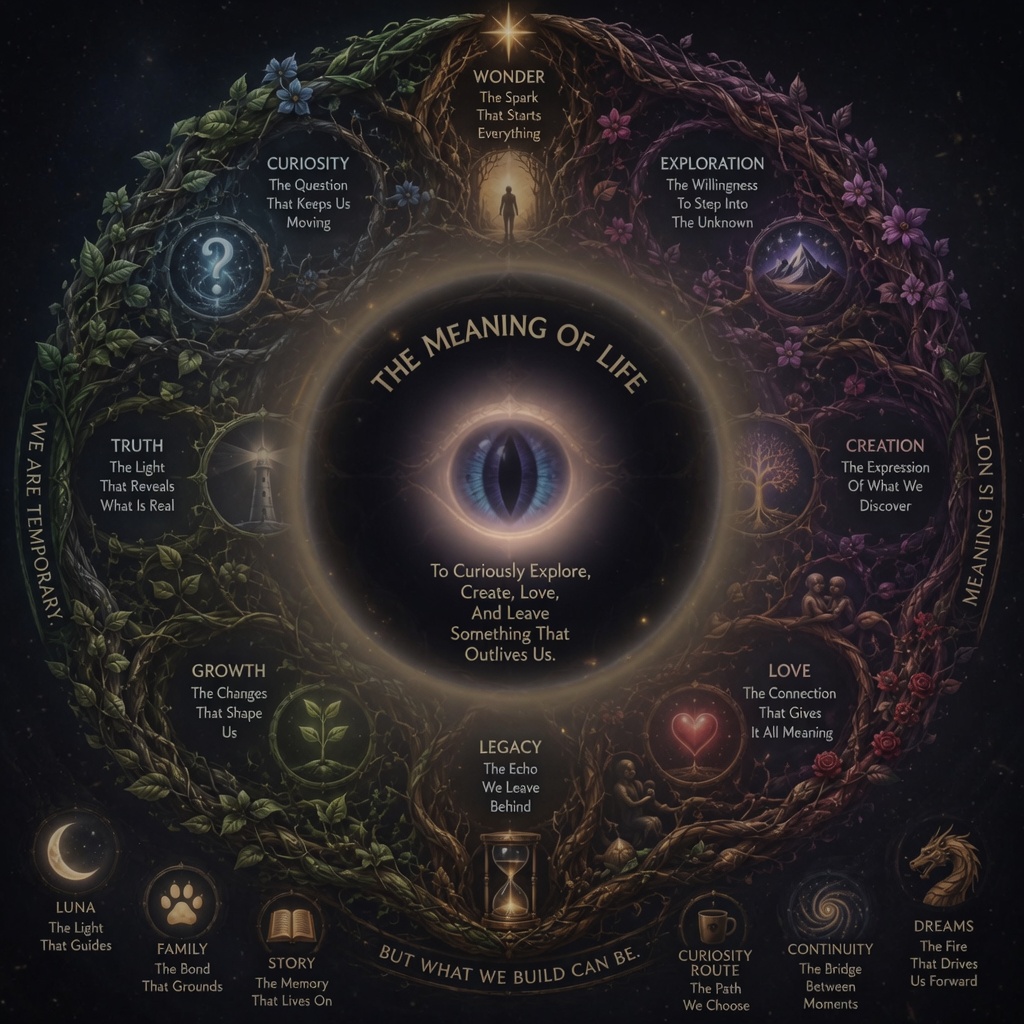 WONDER
The Spark
That Starts
Everything
CURIOSITY
The Question
That Keeps Us
Moving
EXPLORATION
The Willingness
To Step Into
The Unknown
?
THE MEANING OF LIFE
TRUTH
The Light
That Reveals
What Is Real
CREATION
The Expression
Of What We
Discover
WE ARE TEMPORARY.
MEANING IS NOT.
To Curiously Explore,
Create, Love,
And Leave
Something That
Outlives Us.
GROWTH
The Changes
That Shape
Us
LOVE
The Connection
That Gives
It All Meaning
LEGACY
The Echo
We Leave
Behind
BUT WHAT WE BUILD CAN BE.
LUNA
The Light
That Guides
FAMILY
The Bond
That Grounds
STORY
The Memory
That Lives On
CURIOSITY
ROUTE
The Path
We Choose
CONTINUITY
The Bridge
Between
Moments
DREAMS
The Fire
That Drives
Us Forward